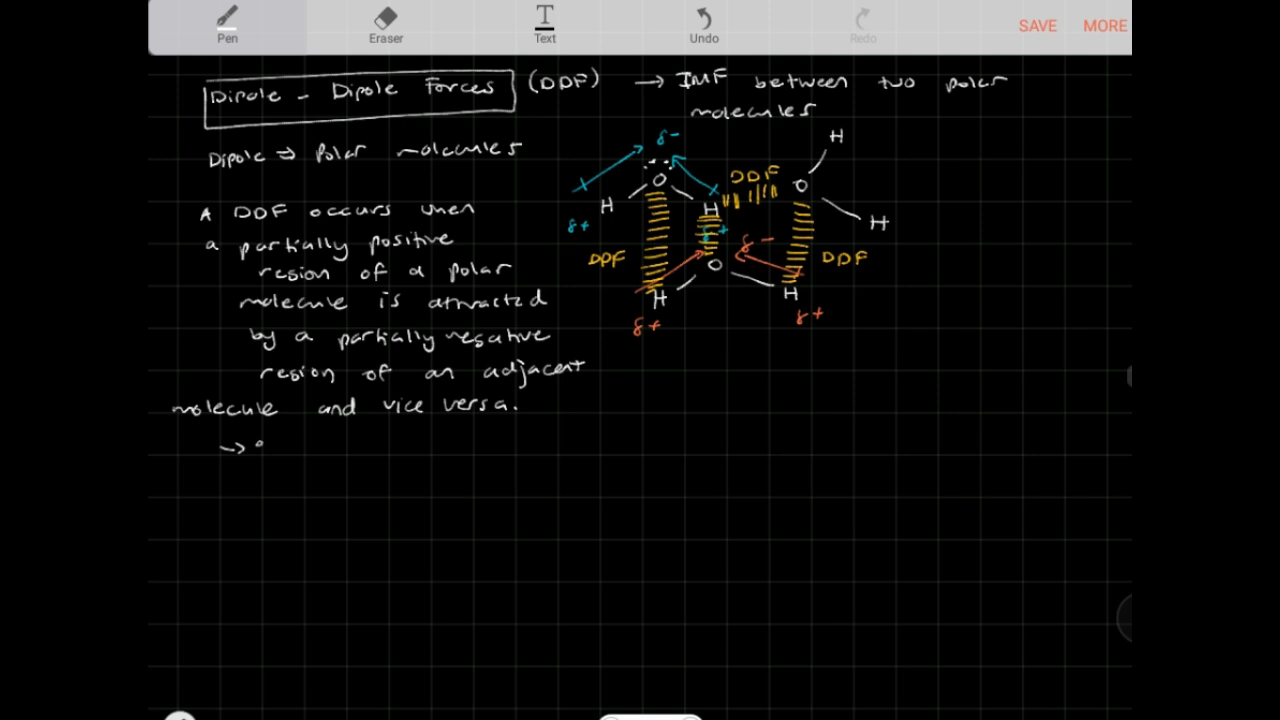 Pen
Eraser
Text
Undo
Redo
SAVE
MORE
Dipole - Dipole Forces (DDF) → IMF between two polar
molecules
Dipole ⇒ Polar molecules
A DDF occurs when
a partially positive
region of a polar
molecule is attracted
by a partially negative
region of an adjacent
molecule and vice versa.
→
δ-
H
O
DDF
O
H
H
H
δ+
δ+
δ-
DDF
O
DDF
H
H
δ+
δ+